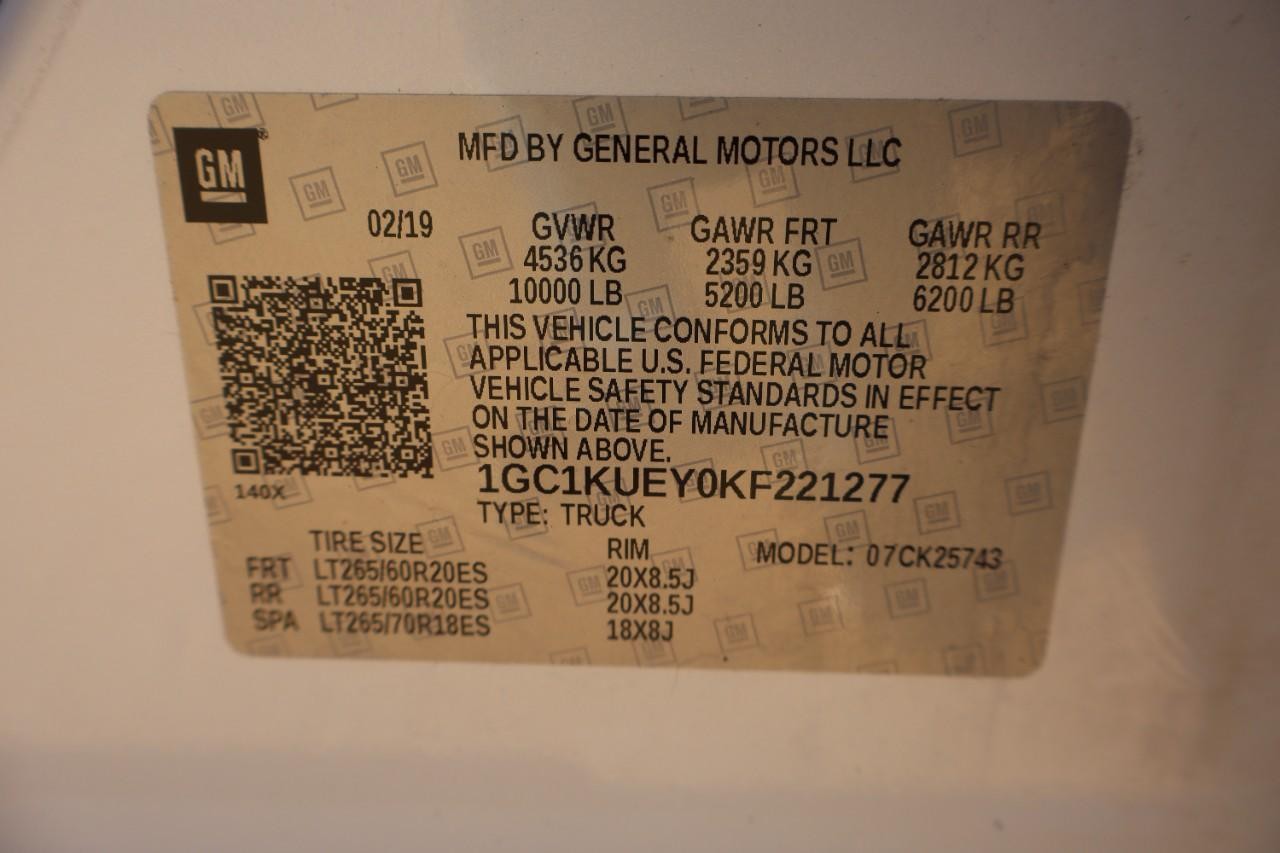 GM
MFD BY GENERAL MOTORS LLC
02/19 GVWR GAWR FRT GAWR RR
4536 KG 2359 KG 2812 KG
10000 LB 5200 LB 6200 LB
THIS VEHICLE CONFORMS TO ALL
APPLICABLE U.S. FEDERAL MOTOR
VEHICLE SAFETY STANDARDS IN EFFECT
ON THE DATE OF MANUFACTURE
SHOWN ABOVE.
140X
1GC1KUEY0KF221277
TYPE: TRUCK
TIRE SIZE RIM MODEL: 07CK25743
FRT LT265/60R20ES 20X8.5J
RR LT265/60R20ES 20X8.5J
SPA LT265/70R18ES 18X8J